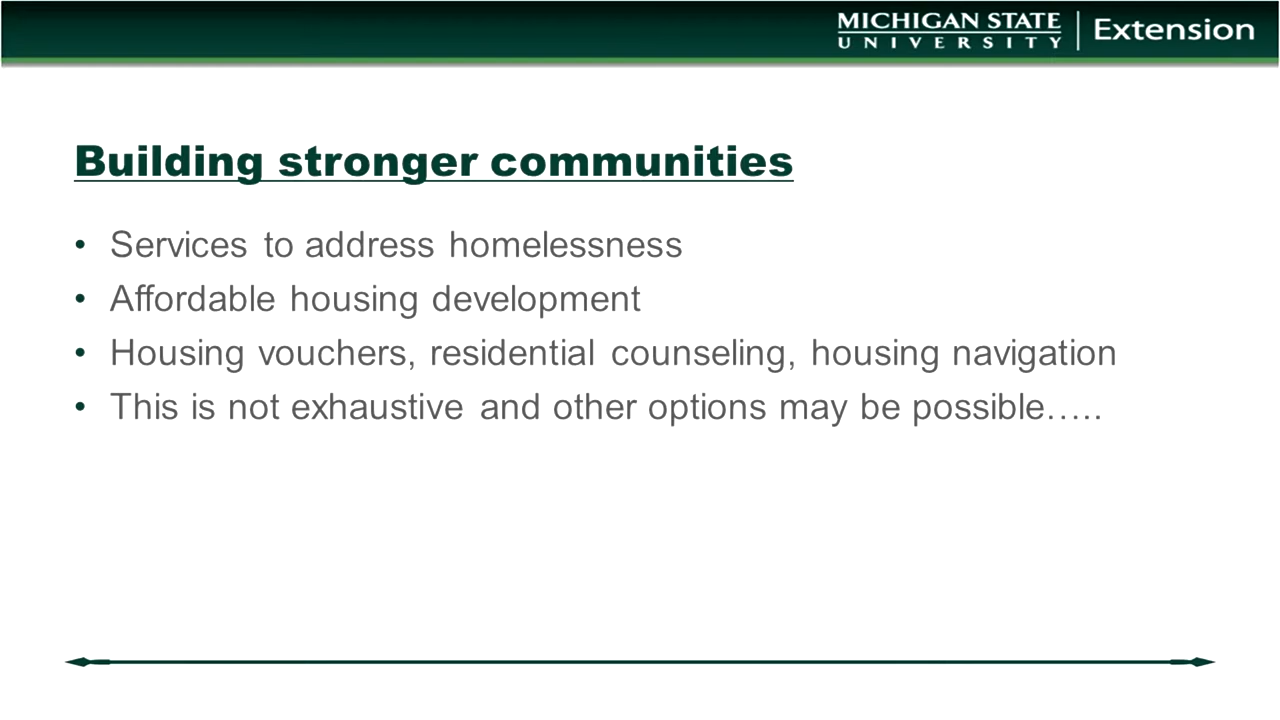 MICHIGAN STATE
UNIVERSITY
Extension
Building stronger communities
• Services to address homelessness
• Affordable housing development
• Housing vouchers, residential counseling, housing navigation
• This is not exhaustive and other options may be possible…..